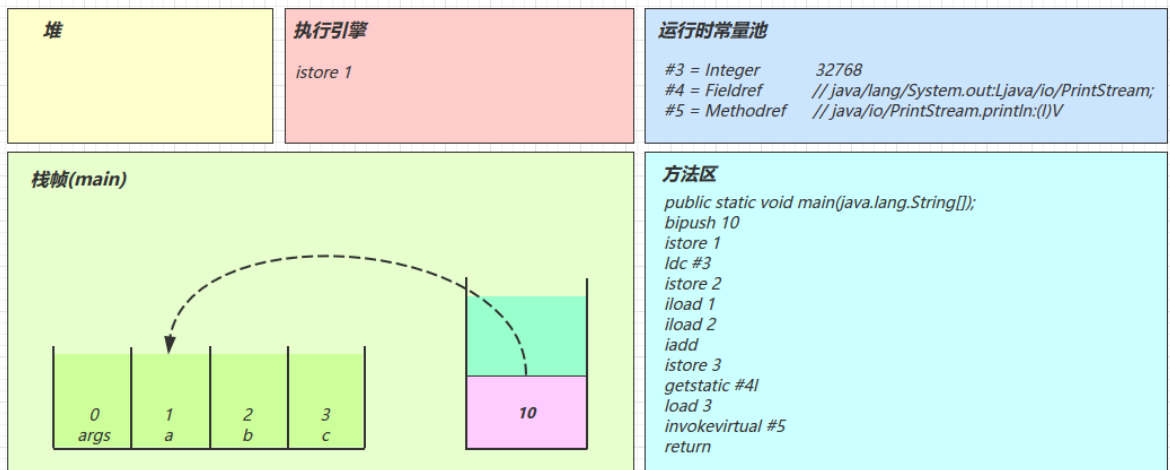 堆
执行引擎
istore 1
运行时常量池
#3 = Integer 32768
#4 = Fieldref // java/lang/System.out:Ljava/io/PrintStream;
#5 = Methodref // java/io/PrintStream.println:(I)V
栈帧(main)
0 1 2 3
args a b c
10
方法区
public static void main(java.lang.String[]);
bipush 10
istore 1
ldc #3
istore 2
iload 1
iload 2
iadd
istore 3
getstatic #4I
load 3
invokevirtual #5
return